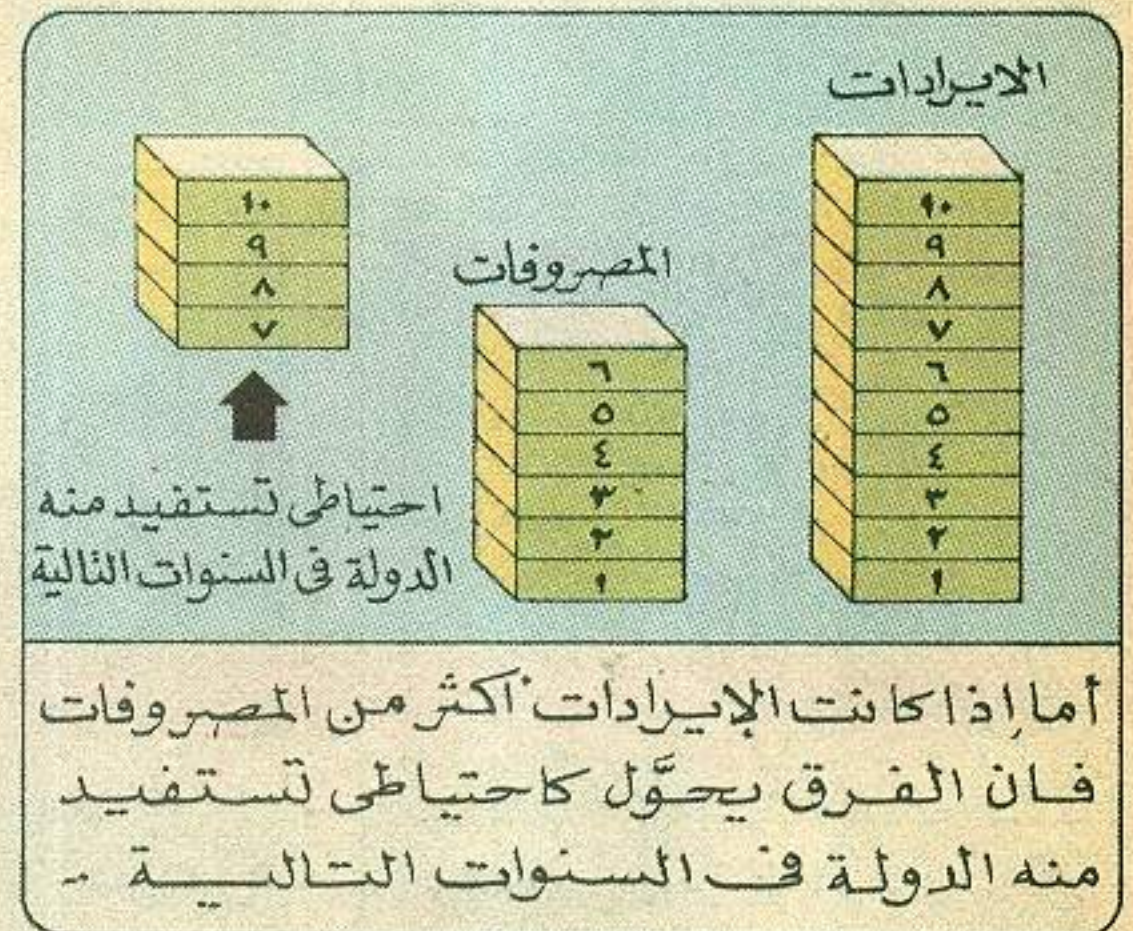 الايرادات
١٠
٩
٨
٧
٦
٥
٤
٣
٢
١
المصروفات
٦
٥
٤
٣
٢
١
١٠
٩
٨
٧
احتياطى تستفيد منه
الدولة فى السنوات التالية
أما إذا كانت الإيرادات أكثر من المصروفات
فان الفرق يحوَّل كاحتياطى تستفيد
منه الدولة فى السنوات التالية ..